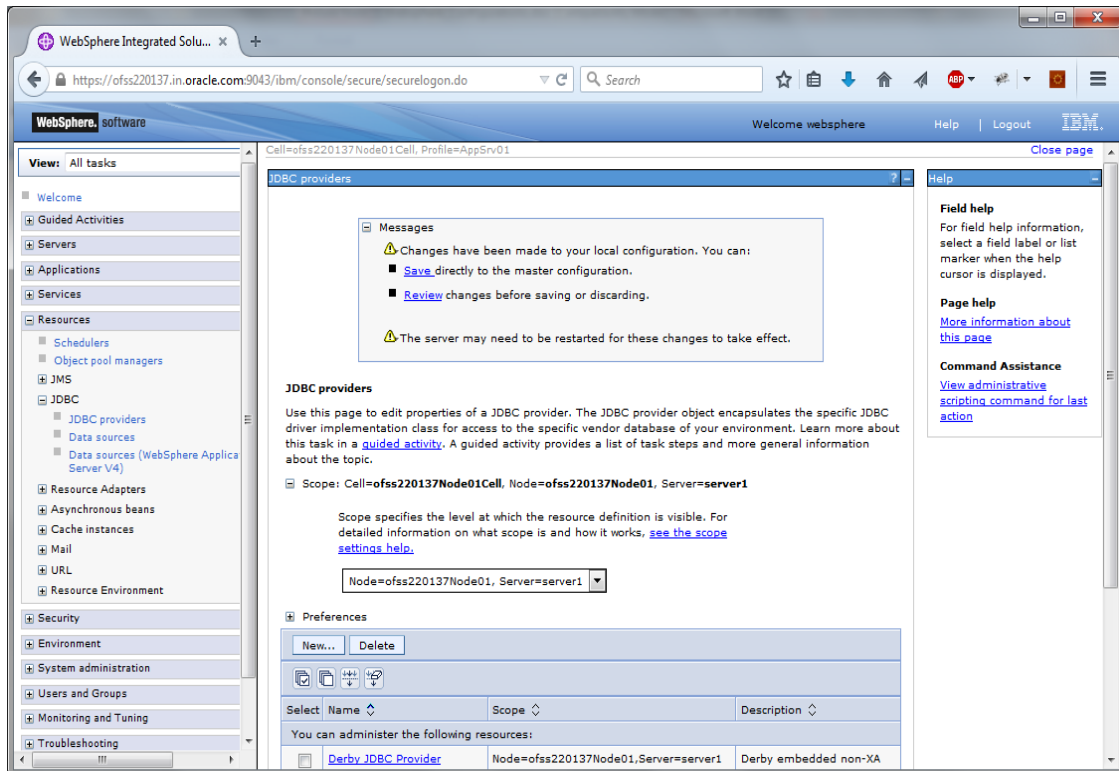 WebSphere Integrated Solu... ×
+
https://ofss220137.in.oracle.com:9043/ibm/console/secure/securelogon.do
Search
ABP
WebSphere. software
Welcome websphere
Help | Logout
IBM.
View: All tasks
Welcome
Guided Activities
Servers
Applications
Services
Resources
Schedulers
Object pool managers
JMS
JDBC
JDBC providers
Data sources
Data sources (WebSphere Applica
Server V4)
Resource Adapters
Asynchronous beans
Cache instances
Mail
URL
Resource Environment
Security
Environment
System administration
Users and Groups
Monitoring and Tuning
Troubleshooting
Cell=ofss220137Node01Cell, Profile=AppSrv01
Close page
JDBC providers
? -
Messages
Changes have been made to your local configuration. You can:
Save directly to the master configuration.
Review changes before saving or discarding.
The server may need to be restarted for these changes to take effect.
JDBC providers
Use this page to edit properties of a JDBC provider. The JDBC provider object encapsulates the specific JDBC
driver implementation class for access to the specific vendor database of your environment. Learn more about
this task in a guided activity. A guided activity provides a list of task steps and more general information
about the topic.
Scope: Cell=ofss220137Node01Cell, Node=ofss220137Node01, Server=server1
Scope specifies the level at which the resource definition is visible. For
detailed information on what scope is and how it works, see the scope
settings help.
Node=ofss220137Node01, Server=server1
Preferences
New... Delete
Select Name Scope Description
You can administer the following resources:
Derby JDBC Provider Node=ofss220137Node01,Server=server1 Derby embedded non-XA
Help
Field help
For field help information,
select a field label or list
marker when the help
cursor is displayed.
Page help
More information about
this page
Command Assistance
View administrative
scripting command for last
action